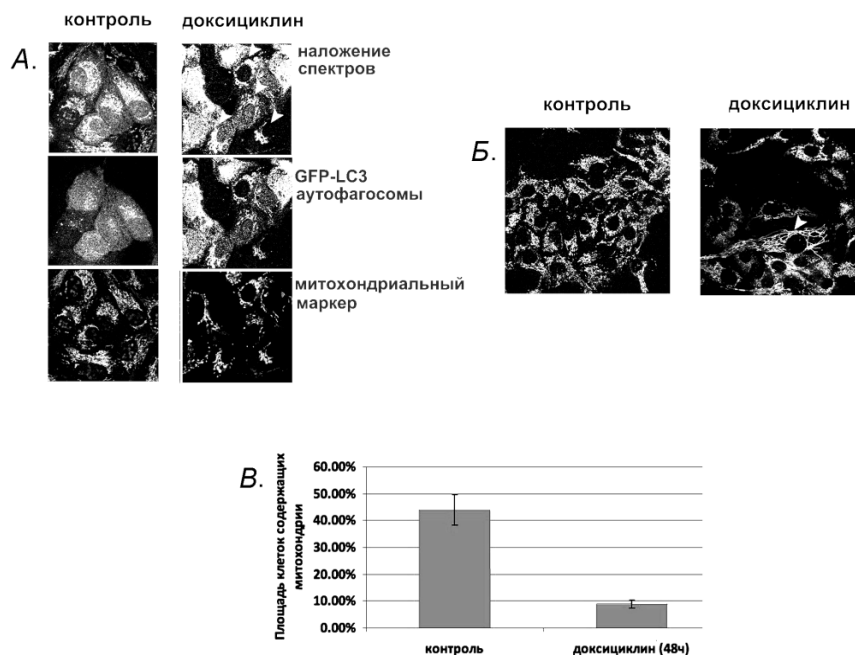 контроль доксициклин
А.
наложение
спектров
GFP-LC3
аутофагосомы
митохондриальный
маркер
контроль доксициклин
Б.
В.
Площадь клеток содержащих
митохондрии
60.00%
50.00%
40.00%
30.00%
20.00%
10.00%
0.00%
контроль доксициклин (48ч)